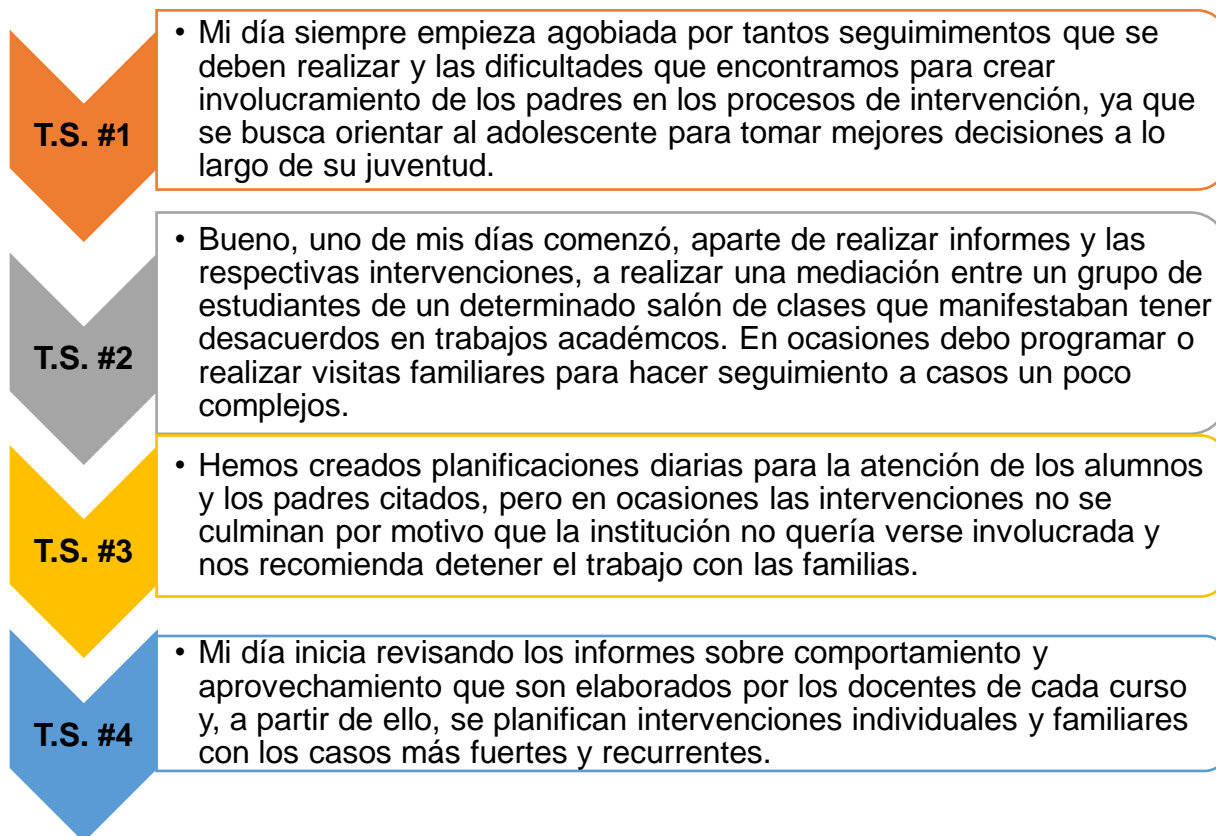 T.S. #1
• Mi día siempre empieza agobiada por tantos seguimimentos que se
deben realizar y las dificultades que encontramos para crear
involucramiento de los padres en los procesos de intervención, ya que
se busca orientar al adolescente para tomar mejores decisiones a lo
largo de su juventud.
T.S. #2
• Bueno, uno de mis días comenzó, aparte de realizar informes y las
respectivas intervenciones, a realizar una mediación entre un grupo de
estudiantes de un determinado salón de clases que manifestaban tener
desacuerdos en trabajos académcos. En ocasiones debo programar o
realizar visitas familiares para hacer seguimiento a casos un poco
complejos.
T.S. #3
• Hemos creados planificaciones diarias para la atención de los alumnos
y los padres citados, pero en ocasiones las intervenciones no se
culminan por motivo que la institución no quería verse involucrada y
nos recomienda detener el trabajo con las familias.
T.S. #4
• Mi día inicia revisando los informes sobre comportamiento y
aprovechamiento que son elaborados por los docentes de cada curso
y, a partir de ello, se planifican intervenciones individuales y familiares
con los casos más fuertes y recurrentes.